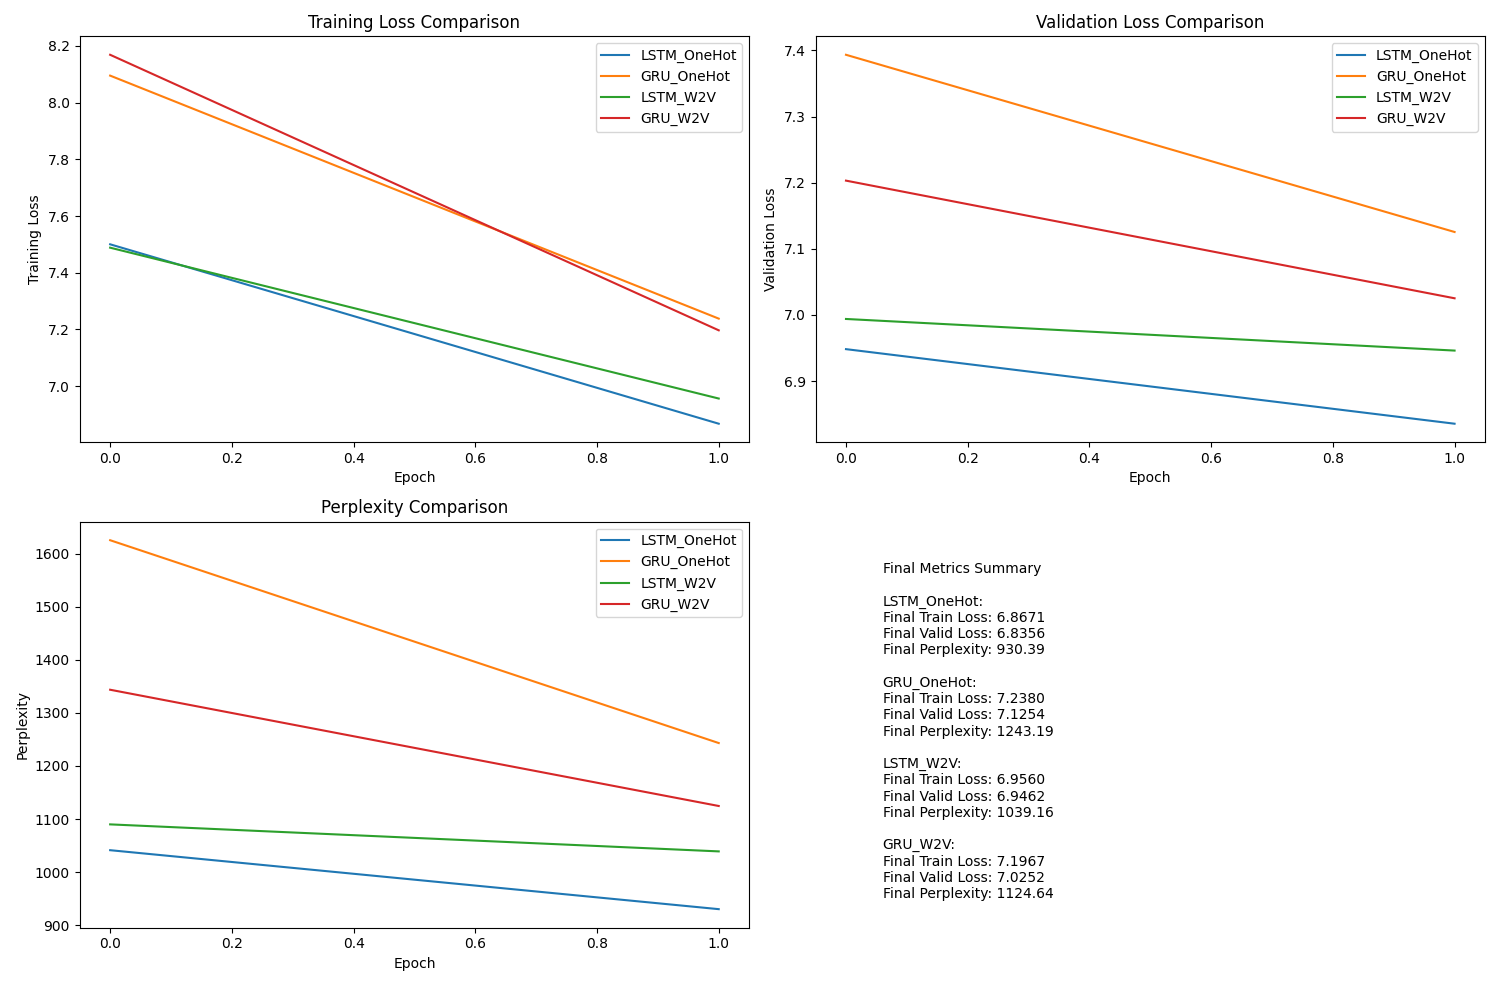 Training Loss Comparison
Training Loss
8.2
8.0
7.8
7.6
7.4
7.2
7.0
LSTM_OneHot
GRU_OneHot
LSTM_W2V
GRU_W2V
0.0 0.2 0.4 0.6 0.8 1.0
Epoch
Validation Loss Comparison
Validation Loss
7.4
7.3
7.2
7.1
7.0
6.9
LSTM_OneHot
GRU_OneHot
LSTM_W2V
GRU_W2V
0.0 0.2 0.4 0.6 0.8 1.0
Epoch
Perplexity Comparison
Perplexity
1600
1500
1400
1300
1200
1100
1000
900
LSTM_OneHot
GRU_OneHot
LSTM_W2V
GRU_W2V
0.0 0.2 0.4 0.6 0.8 1.0
Epoch
Final Metrics Summary
LSTM_OneHot:
Final Train Loss: 6.8671
Final Valid Loss: 6.8356
Final Perplexity: 930.39
GRU_OneHot:
Final Train Loss: 7.2380
Final Valid Loss: 7.1254
Final Perplexity: 1243.19
LSTM_W2V:
Final Train Loss: 6.9560
Final Valid Loss: 6.9462
Final Perplexity: 1039.16
GRU_W2V:
Final Train Loss: 7.1967
Final Valid Loss: 7.0252
Final Perplexity: 1124.64